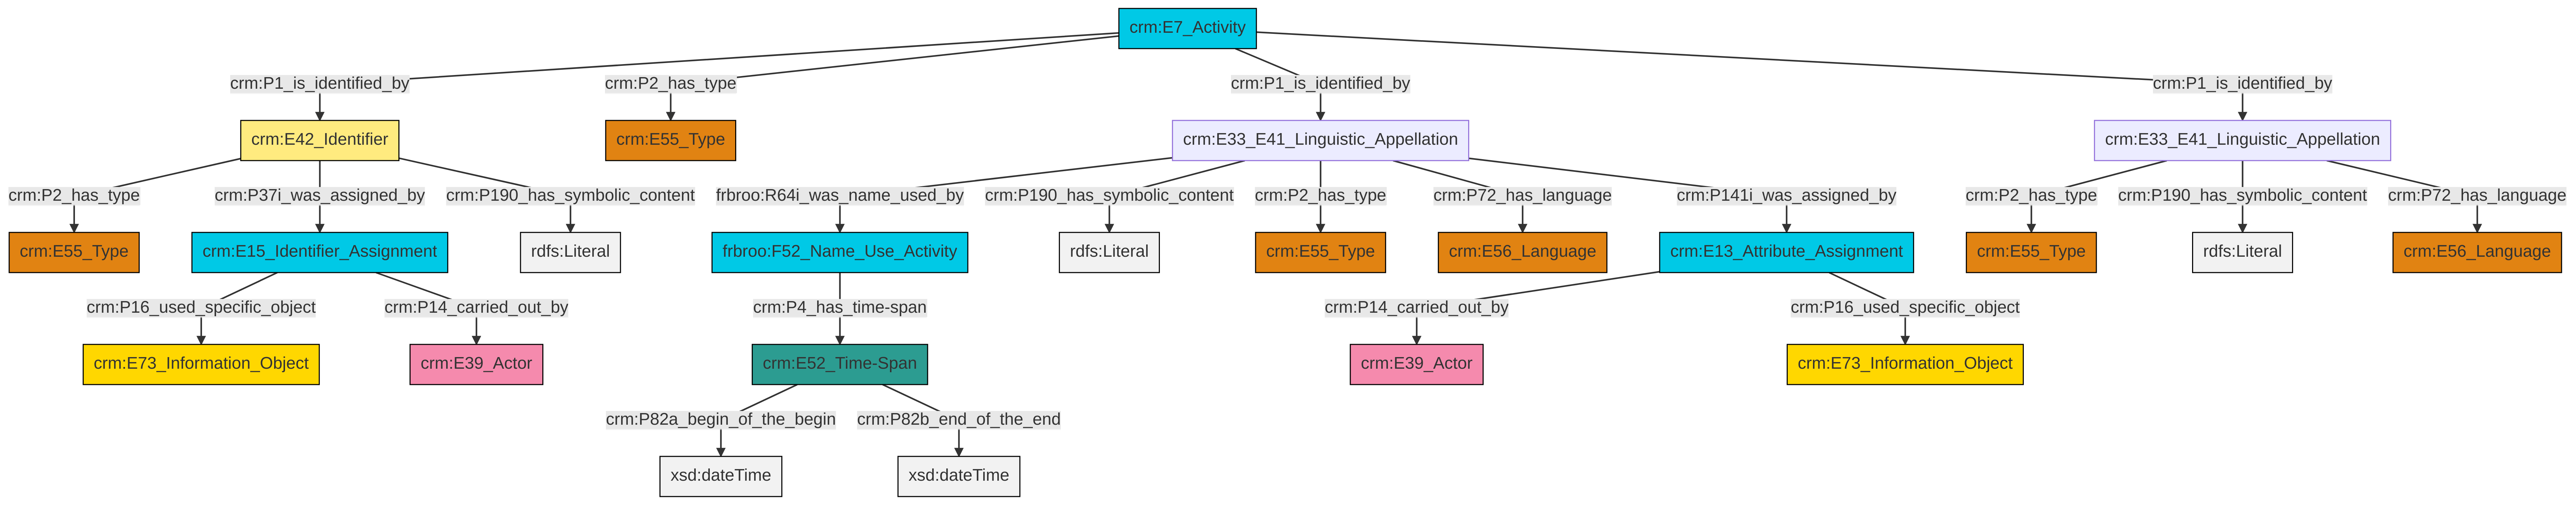 crm:E7_Activity
crm:P1_is_identified_by
crm:P2_has_type
crm:P1_is_identified_by
crm:P1_is_identified_by
crm:E42_Identifier
crm:E55_Type
crm:E33_E41_Linguistic_Appellation
crm:E33_E41_Linguistic_Appellation
crm:P2_has_type
crm:P37i_was_assigned_by
crm:P190_has_symbolic_content
frbroo:R64i_was_name_used_by
crm:P190_has_symbolic_content
crm:P2_has_type
crm:P72_has_language
crm:P141i_was_assigned_by
crm:P2_has_type
crm:P190_has_symbolic_content
crm:P72_has_language
crm:E55_Type
crm:E15_Identifier_Assignment
rdfs:Literal
frbroo:F52_Name_Use_Activity
rdfs:Literal
crm:E55_Type
crm:E56_Language
crm:E13_Attribute_Assignment
crm:E55_Type
rdfs:Literal
crm:E56_Language
crm:P16_used_specific_object
crm:P14_carried_out_by
crm:P4_has_time-span
crm:P14_carried_out_by
crm:P16_used_specific_object
crm:E73_Information_Object
crm:E39_Actor
crm:E52_Time-Span
crm:E39_Actor
crm:E73_Information_Object
crm:P82a_begin_of_the_begin
crm:P82b_end_of_the_end
xsd:dateTime
xsd:dateTime